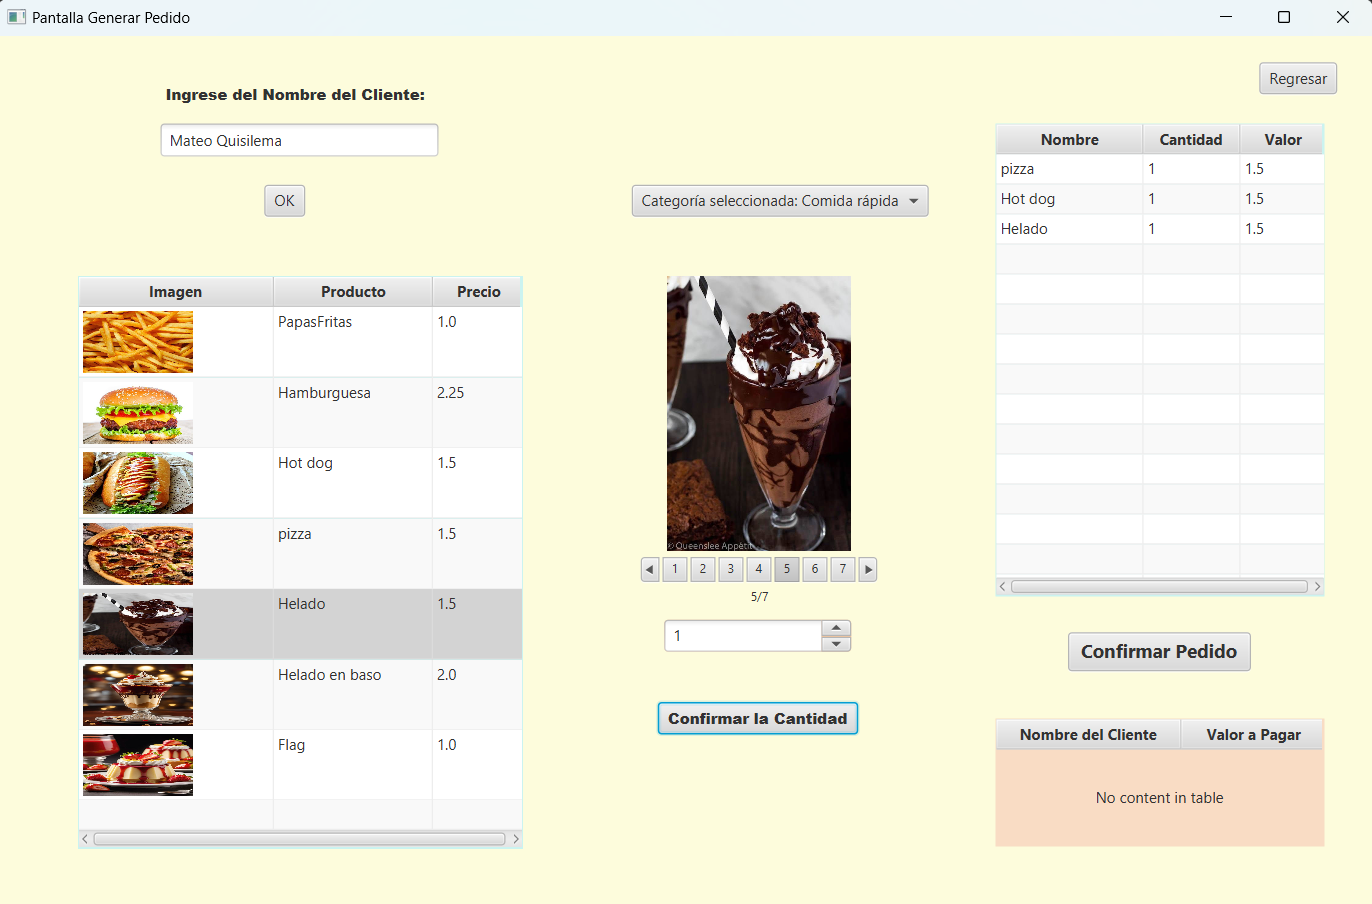 Pantalla Generar Pedido
Regresar
Ingrese del Nombre del Cliente:
Mateo Quisilema
OK
Categoría seleccionada: Comida rápida
Nombre Cantidad Valor
pizza 1 1.5
Hot dog 1 1.5
Helado 1 1.5
Imagen Producto Precio
PapasFritas 1.0
Hamburguesa 2.25
Hot dog 1.5
pizza 1.5
Helado 1.5
Helado en baso 2.0
Flag 1.0
© Queenslee Appétit
1 2 3 4 5 6 7
5/7
1
Confirmar la Cantidad
Confirmar Pedido
Nombre del Cliente Valor a Pagar
No content in table